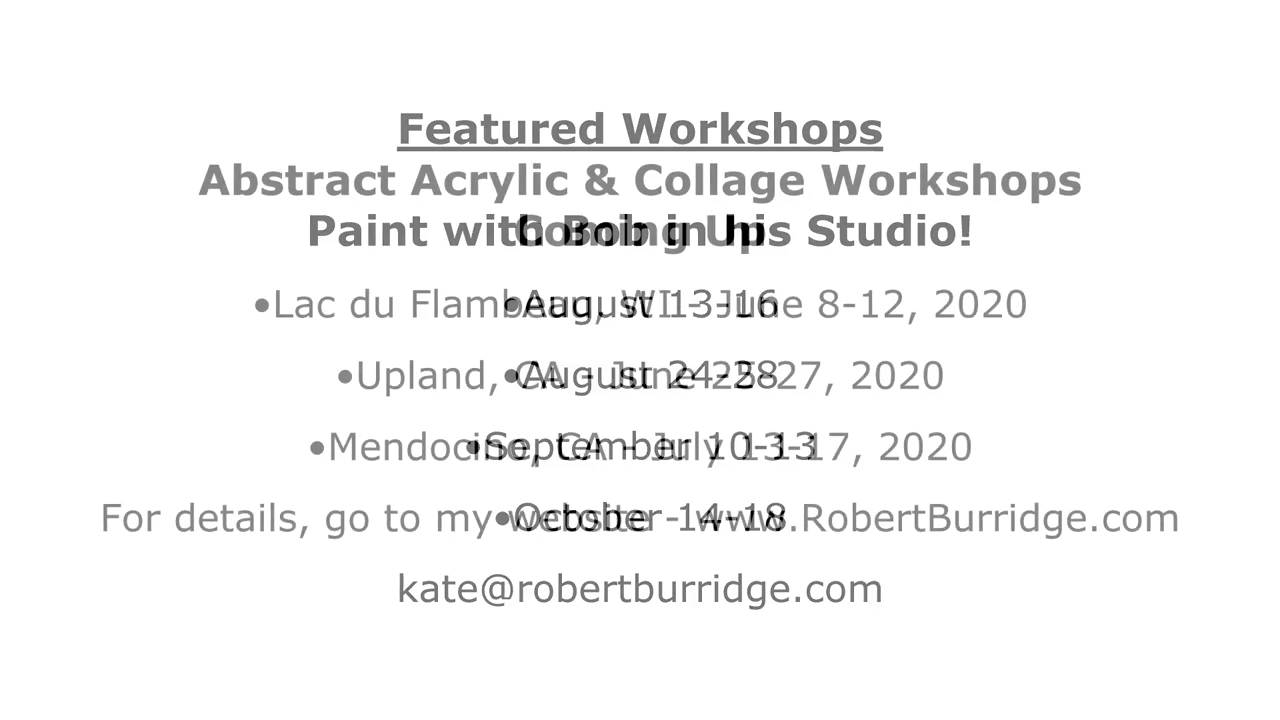 Featured Workshops
Abstract Acrylic & Collage Workshops
Paint with Bob in his Studio!
Coming Up
•Lac du Flambeau, WI - June 8-12, 2020
•August 13-16
•Upland, CA - June 25-27, 2020
•August 24-28
•Mendocino, CA - July 13-17, 2020
•September 10-13
For details, go to my website - www.RobertBurridge.com
•October 14-18
kate@robertburridge.com